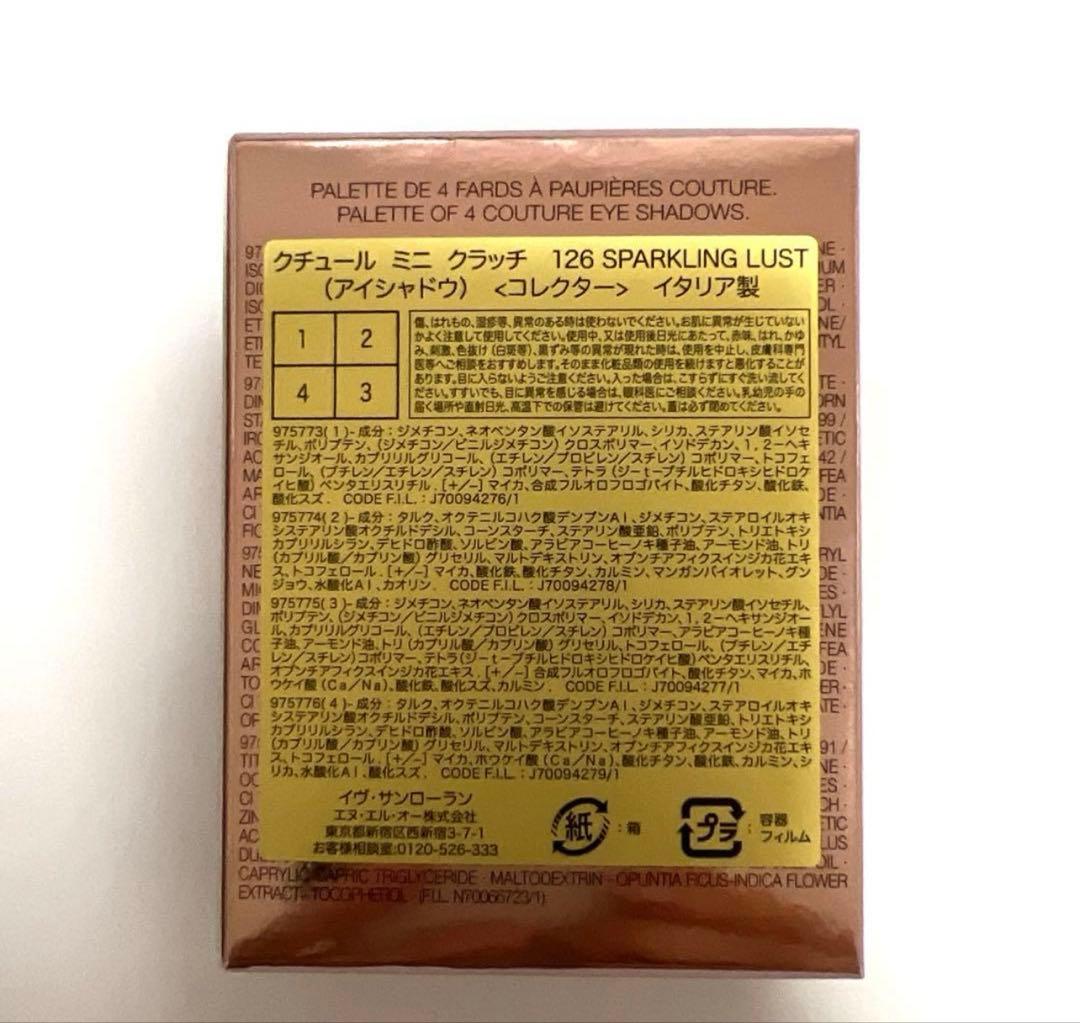 PALETTE DE 4 FARDS À PAUPIÈRES COUTURE.
PALETTE OF 4 COUTURE EYE SHADOWS.
クチュール ミニ クラッチ 126 SPARKLING LUST
(アイシャドウ) <コレクター> イタリア製
1 2
4 3
傷、はれもの、湿疹等、異常のある時は使わないでください。お肌に異常が生じていない
かよく注意して使用してください。使用中、又は使用後日光にあたって、赤味、はれ、かゆ
み、刺激、色抜け(白斑等)、黒ずみ等の異常が現れた時は、使用を中止し、皮膚科専門
医等へご相談をおすすめします。そのまま化粧品類の使用を続けますと悪化することが
あります。目に入らないようご注意ください。入った場合は、こすらずにすぐ洗い流してく
ださい。すすいでも、目に異常を感じる場合は、眼科医にご相談ください。乳幼児の手の
届く場所や直射日光、高温下での保管は避けてください。蓋は必ず閉めてください。
975773(1)-成分：ジメチコン、ネオペンタン酸イソステアリル、シリカ、ステアリン酸イソセ
チル、ポリブテン、(ジメチコン/ビニルジメチコン)クロスポリマー、イソドデカン、1,2-ヘキ
サンジオール、カプリリルグリコール、(エチレン/プロピレン/スチレン)コポリマー、トコフェ
ロール、(ブチレン/エチレン/スチレン)コポリマー、テトラ(ジ-t-ブチルヒドロキシヒドロケ
イヒ酸)ペンタエリスリチル. [+/-]マイカ、合成フルオロフロゴパイト、酸化チタン、酸化鉄、
酸化スズ. CODE F.I.L.：J70094276/1
975774(2)-成分：タルク、オクテニルコハク酸デンプンAl、ジメチコン、ステアロイルオキ
システアリン酸オクチルドデシル、コーンスターチ、ステアリン酸亜鉛、ポリブテン、トリエトキシ
カプリリルシラン、デヒドロ酢酸、ソルビン酸、アラビアコーヒーノキ種子油、アーモンド油、トリ
(カプリル酸/カプリン酸)グリセリル、マルトデキストリン、オプンチアフィクスインジカ花エキ
ス、トコフェロール. [+/-]マイカ、酸化鉄、酸化チタン、カルミン、マンガンバイオレット、グン
ジョウ、水酸化Al、カオリン. CODE F.I.L.：J70094278/1
975775(3)-成分：ジメチコン、ネオペンタン酸イソステアリル、シリカ、ステアリン酸イソセチル、
ポリブテン、(ジメチコン/ビニルジメチコン)クロスポリマー、イソドデカン、1,2-ヘキサンジオー
ル、カプリリルグリコール、(エチレン/プロピレン/スチレン)コポリマー、アラビアコーヒーノキ種
子油、アーモンド油、トリ(カプリル酸/カプリン酸)グリセリル、トコフェロール、(ブチレン/エチ
レン/スチレン)コポリマー、テトラ(ジ-t-ブチルヒドロキシヒドロケイヒ酸)ペンタエリスリチル、
オプンチアフィクスインジカ花エキス. [+/-]合成フルオロフロゴパイト、酸化チタン、マイカ、ホ
ウケイ酸(Ca/Na)、酸化鉄、酸化スズ、カルミン. CODE F.I.L.：J70094277/1
975776(4)-成分：タルク、オクテニルコハク酸デンプンAl、ジメチコン、ステアロイルオキ
システアリン酸オクチルドデシル、ポリブテン、コーンスターチ、ステアリン酸亜鉛、トリエトキシ
カプリリルシラン、デヒドロ酢酸、ソルビン酸、アラビアコーヒーノキ種子油、アーモンド油、トリ
(カプリル酸/カプリン酸)グリセリル、マルトデキストリン、オプンチアフィクスインジカ花エキ
ス、トコフェロール. [+/-]マイカ、ホウケイ酸(Ca/Na)、酸化チタン、酸化鉄、カルミン、シ
リカ、水酸化Al、酸化スズ. CODE F.I.L.：J70094279/1
イヴ・サンローラン
エヌ・エル・オー株式会社
東京都新宿区西新宿3-7-1
お客様相談室:0120-526-333
紙：箱
プラ：容器
フィルム
CAPRYLIC/CAPRIC TRIGLYCERIDE · MALTODEXTRIN · OPUNTIA FICUS-INDICA FLOWER
EXTRACT · TOCOPHEROL · (F.I.L. N70066723/1)